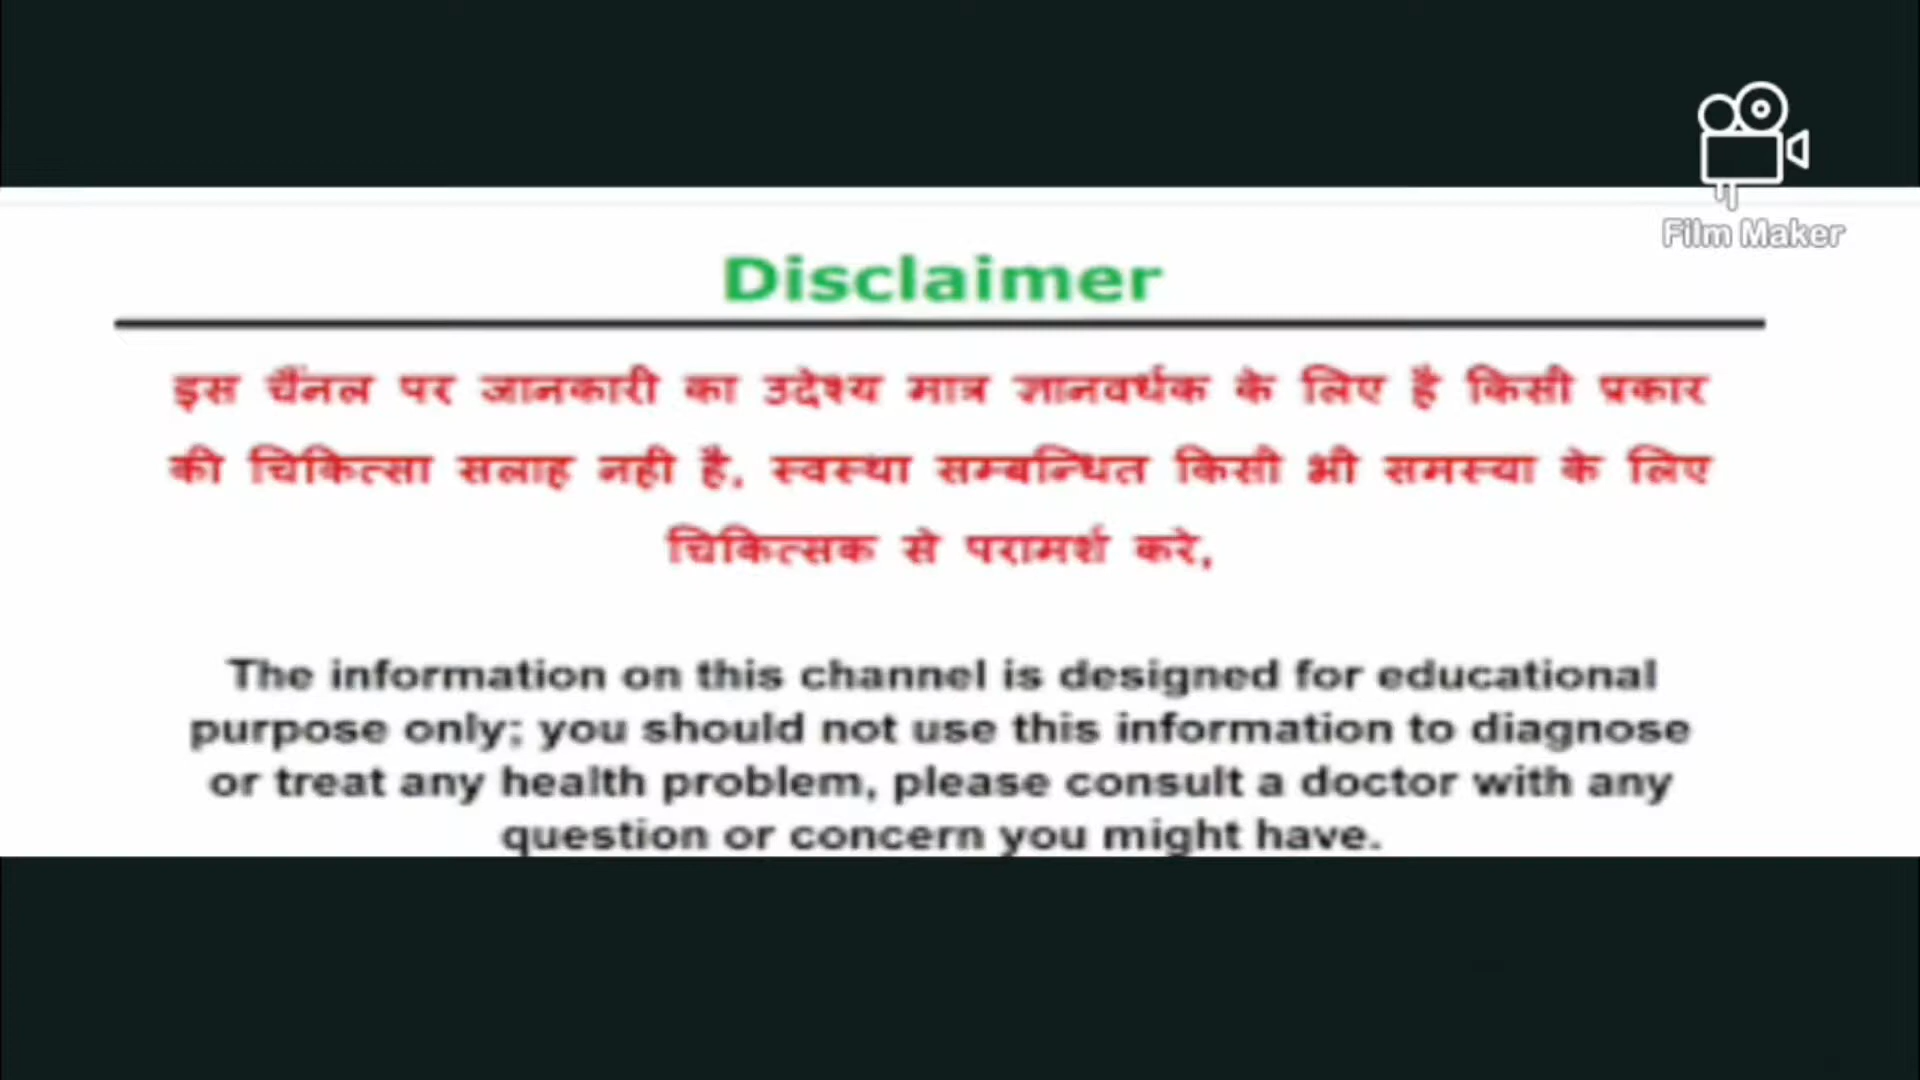 Film Maker
Disclaimer
इस चैंनल पर जानकारी का उदेश्य मात्र ज्ञानवर्धक के लिए है किसी प्रकार
की चिकित्सा सलाह नही है, स्वस्था सम्बन्धित किसी भी समस्या के लिए
चिकित्सक से परामर्श करे,
The information on this channel is designed for educational
purpose only; you should not use this information to diagnose
or treat any health problem, please consult a doctor with any
question or concern you might have.